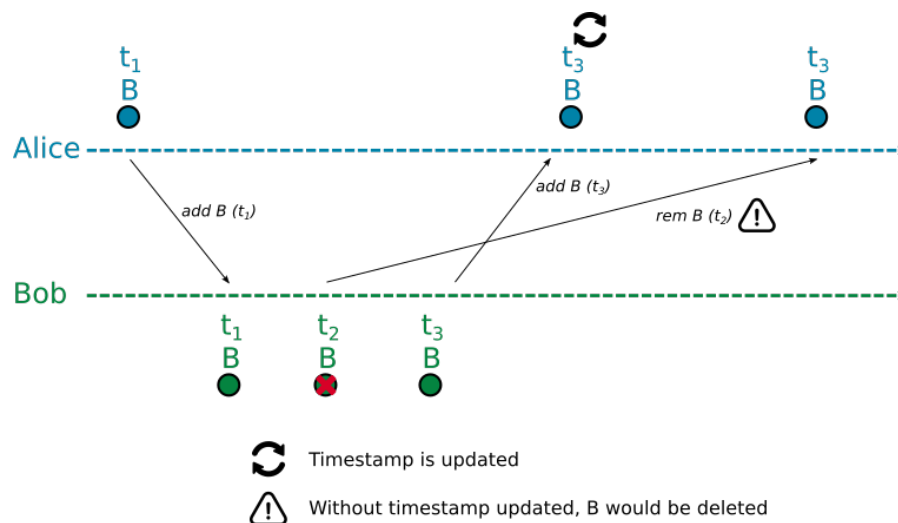 t₁
B
t₃
B
t₃
B
Alice
add B (t₁)
add B (t₃)
rem B (t₂)
Bob
t₁
B
t₂
B
t₃
B
Timestamp is updated
Without timestamp updated, B would be deleted